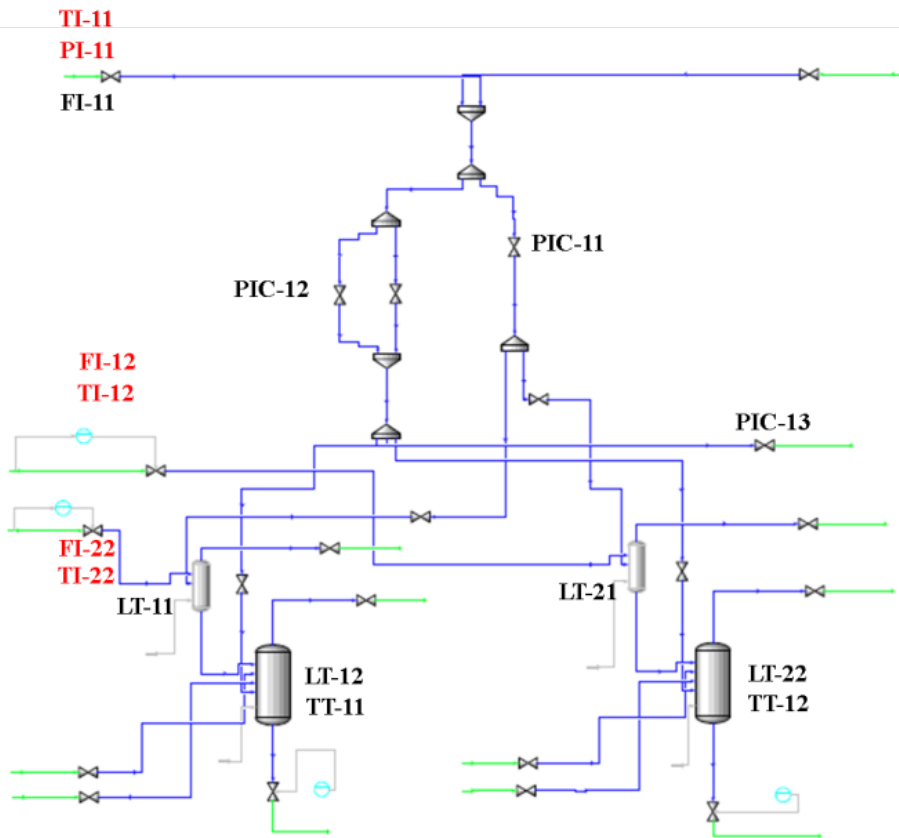 TI-11
PI-11
FI-11
PIC-11
PIC-12
FI-12
TI-12
PIC-13
FI-22
TI-22
LT-11
LT-21
LT-12
TT-11
LT-22
TT-12